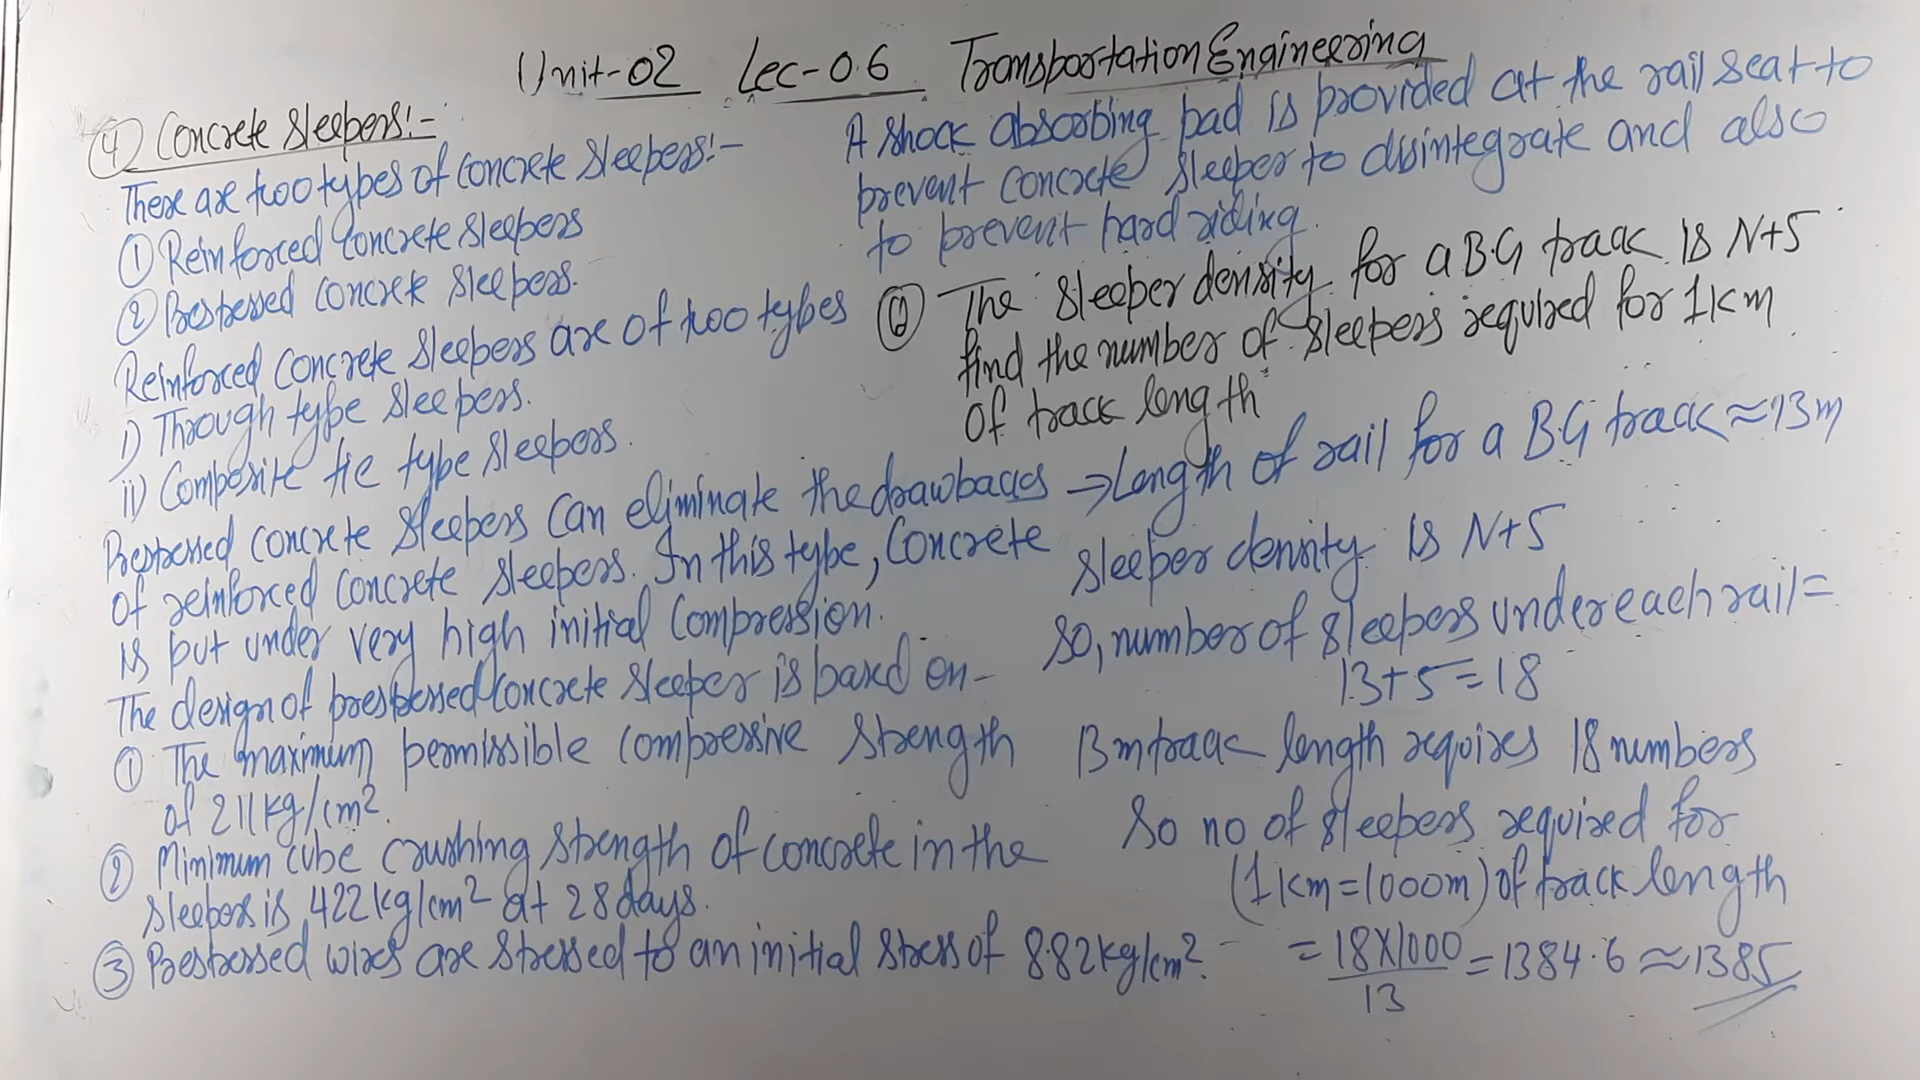 Unit-02 Lec-06 Transportation Engineering
④ Concrete Sleepers:-
There are two types of concrete sleepers:-
① Reinforced concrete sleepers
② Prestressed concrete sleepers.
Reinforced concrete sleepers are of two types
i) Through type sleepers.
ii) Composite tie type sleepers.
Prestressed concrete sleepers can eliminate the drawbacks
of reinforced concrete sleepers. In this type, concrete
is put under very high initial compression.
The design of prestressed concrete sleeper is based on-
① The maximum permissible compressive strength
of 211 kg/cm².
② Minimum cube crushing strength of concrete in the
sleepers is 422 kg/cm² at 28 days.
③ Prestressed wires are stressed to an initial stress of 8.82 kg/cm².
A shock absorbing pad is provided at the rail seat to
prevent concrete sleeper to disintegrate and also
to prevent hard riding.
Q The sleeper density for a B.G track is N+5
find the number of sleepers required for 1km
of track length
→ Length of rail for a B.G track ≈ 13m
sleeper density is N+5
So, number of sleepers under each rail =
13+5=18
13m track length requires 18 numbers
So no of sleepers required for
(1km=1000m) of track length
= 18X1000/13 = 1384.6 ≈ 1385